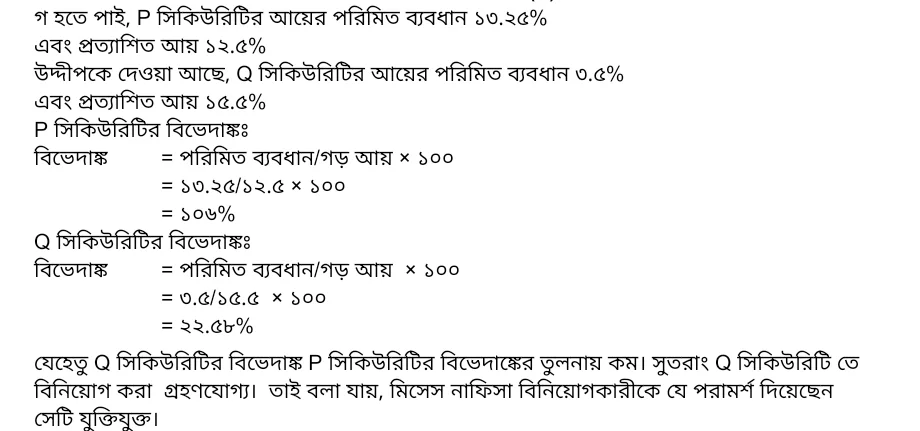 গ হতে পাই, P সিকিউরিটির আয়ের পরিমিত ব্যবধান ১৩.২৫%
এবং প্রত্যাশিত আয় ১২.৫%
উদ্দীপকে দেওয়া আছে, Q সিকিউরিটির আয়ের পরিমিত ব্যবধান ৩.৫%
এবং প্রত্যাশিত আয় ১৫.৫%
P সিকিউরিটির বিভেদাঙ্কঃ
বিভেদাঙ্ক = পরিমিত ব্যবধান/গড় আয় × ১০০
= ১৩.২৫/১২.৫ × ১০০
= ১০৬%
Q সিকিউরিটির বিভেদাঙ্কঃ
বিভেদাঙ্ক = পরিমিত ব্যবধান/গড় আয় × ১০০
= ৩.৫/১৫.৫ × ১০০
= ২২.৫৮%
যেহেতু Q সিকিউরিটির বিভেদাঙ্ক P সিকিউরিটির বিভেদাঙ্কের তুলনায় কম। সুতরাং Q সিকিউরিটি তে
বিনিয়োগ করা গ্রহণযোগ্য। তাই বলা যায়, মিসেস নাফিসা বিনিয়োগকারীকে যে পরামর্শ দিয়েছেন
সেটি যুক্তিযুক্ত।